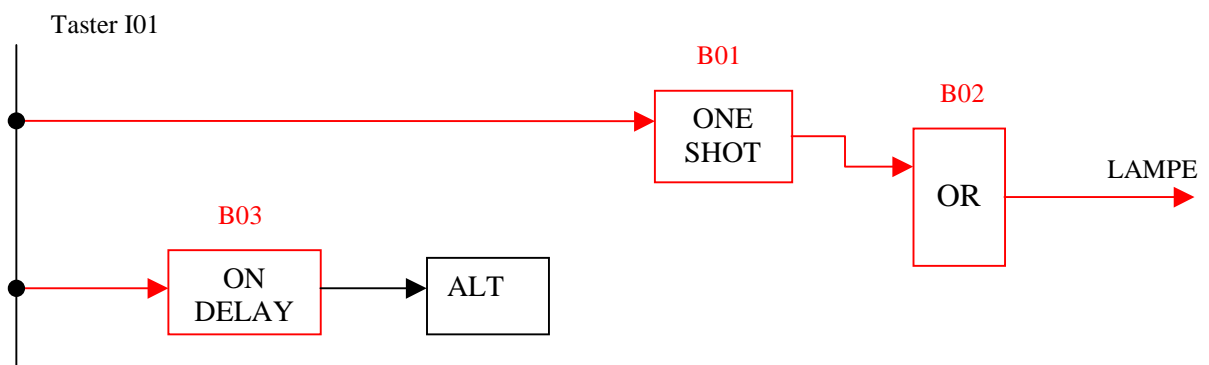 Taster I01
B01
ONE
SHOT
B02
OR
LAMPE
B03
ON
DELAY
ALT